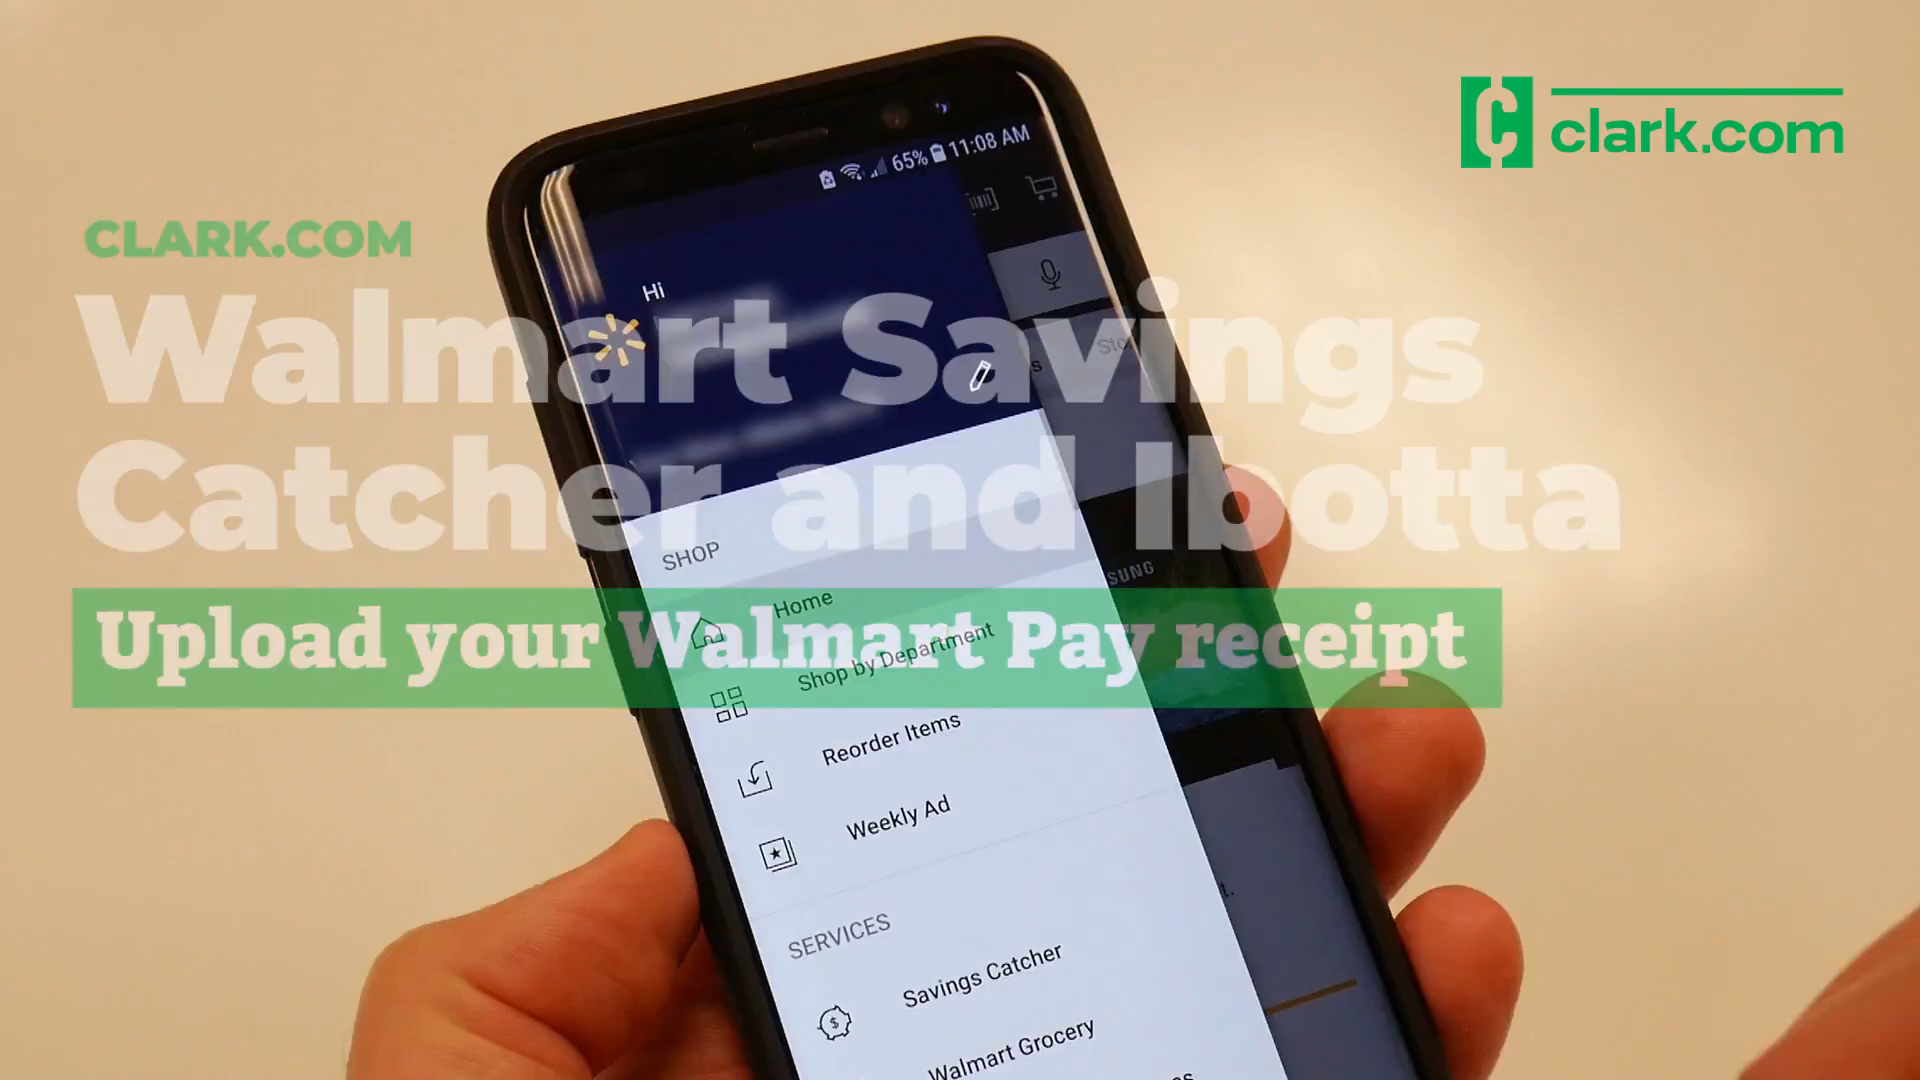 clark.com
65% 11:08 AM
CLARK.COM
Hi
Walmart Savings
Catcher and Ibotta
SHOP
SUNG
Upload your Walmart Pay receipt
Home
Shop by Department
Reorder Items
Weekly Ad
SERVICES
Savings Catcher
Walmart Grocery